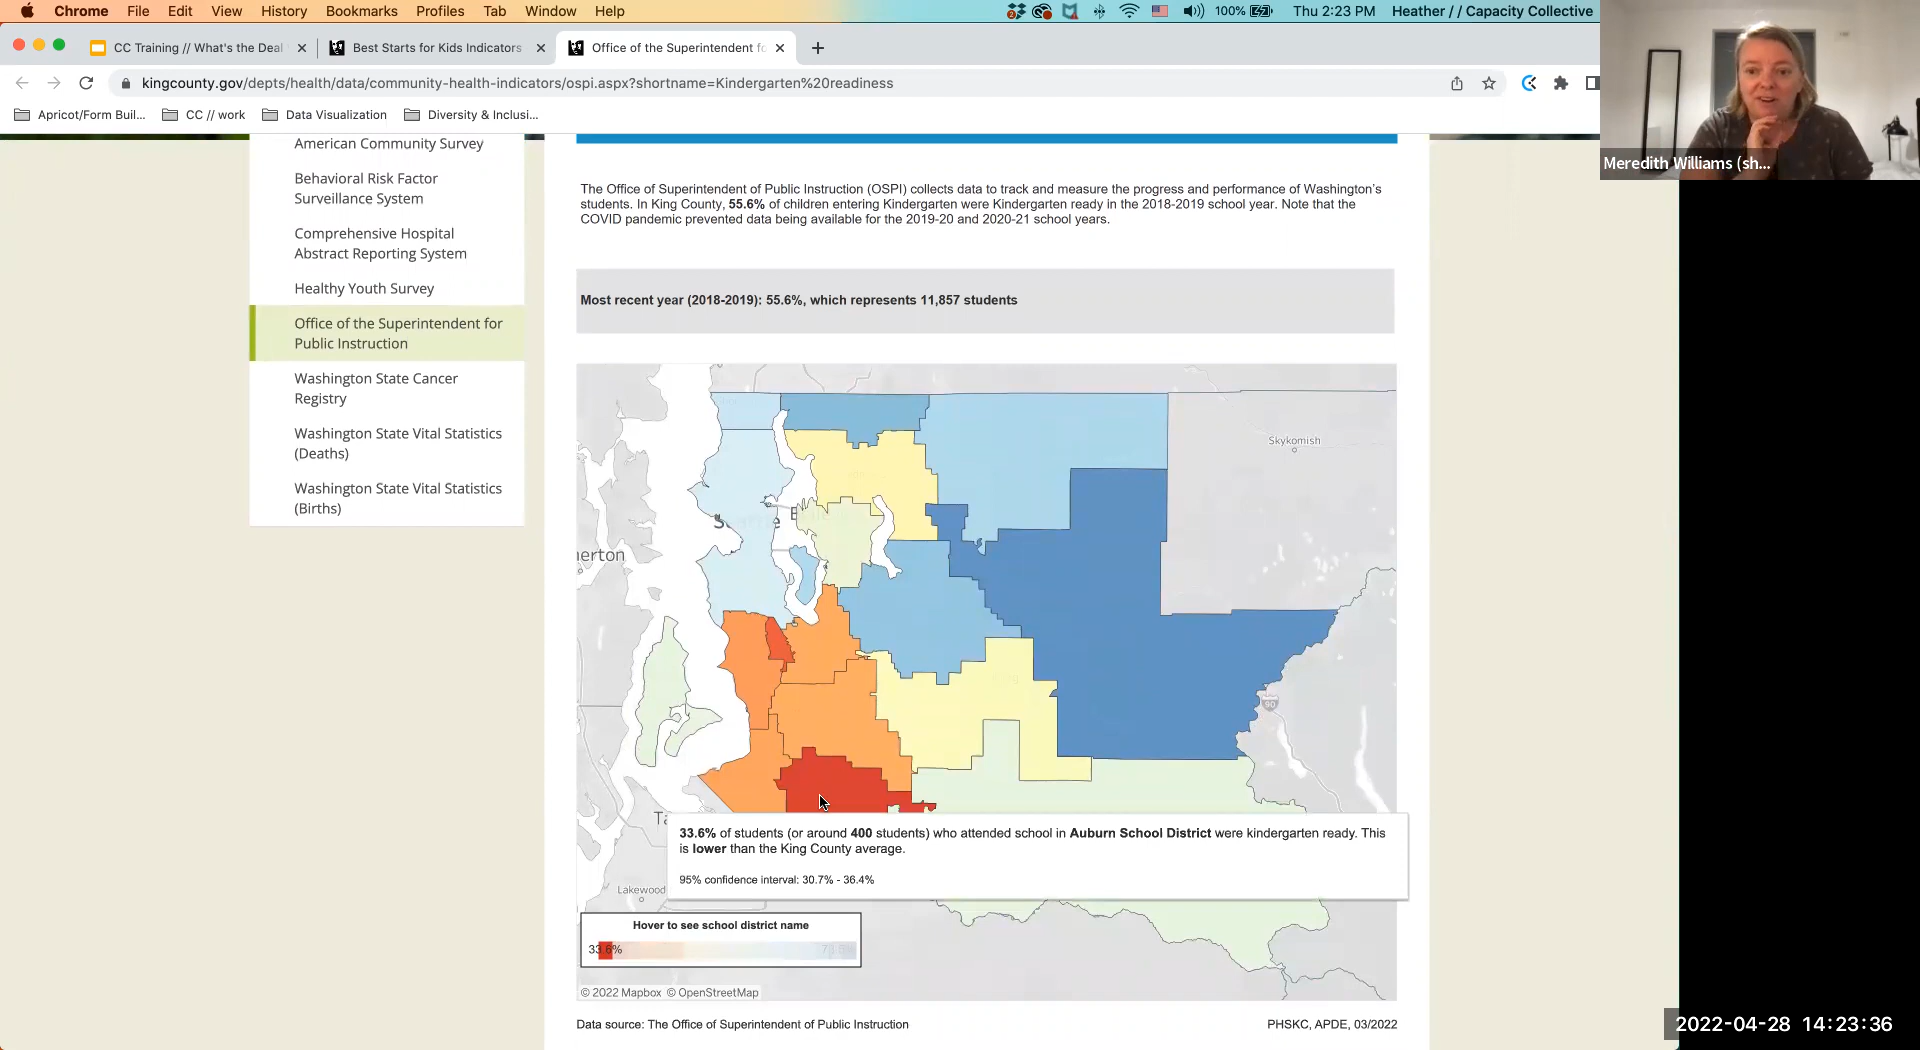 Chrome File Edit View History Bookmarks Profiles Tab Window Help 100% Thu 2:23 PM Heather // Capacity Collective
CC Training // What's the Deal
Best Starts for Kids Indicators
Office of the Superintendent fo
kingcounty.gov/depts/health/data/community-health-indicators/ospi.aspx?shortname=Kindergarten%20readiness
Apricot/Form Buil... CC // work Data Visualization Diversity & Inclusi...
Meredith Williams (sh...
American Community Survey
Behavioral Risk Factor
Surveillance System
Comprehensive Hospital
Abstract Reporting System
Healthy Youth Survey
Office of the Superintendent for
Public Instruction
Washington State Cancer
Registry
Washington State Vital Statistics
(Deaths)
Washington State Vital Statistics
(Births)
The Office of Superintendent of Public Instruction (OSPI) collects data to track and measure the progress and performance of Washington's
students. In King County, 55.6% of children entering Kindergarten were Kindergarten ready in the 2018-2019 school year. Note that the
COVID pandemic prevented data being available for the 2019-20 and 2020-21 school years.
Most recent year (2018-2019): 55.6%, which represents 11,857 students
Skykomish
Seattle
erton
90
Ta
33.6% of students (or around 400 students) who attended school in Auburn School District were kindergarten ready. This
is lower than the King County average.
95% confidence interval: 30.7% - 36.4%
Lakewood
Hover to see school district name
33.6%
© 2022 Mapbox © OpenStreetMap
Data source: The Office of Superintendent of Public Instruction
PHSKC, APDE, 03/2022
2022-04-28 14:23:36